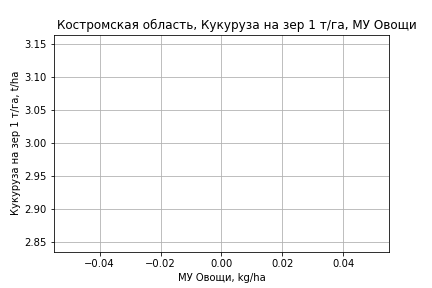 Костромская область, Кукуруза на зер 1 т/га, МУ Овощи
Кукуруза на зер 1 т/га, t/ha
3.15
3.10
3.05
3.00
2.95
2.90
2.85
−0.04 −0.02 0.00 0.02 0.04
МУ Овощи, kg/ha